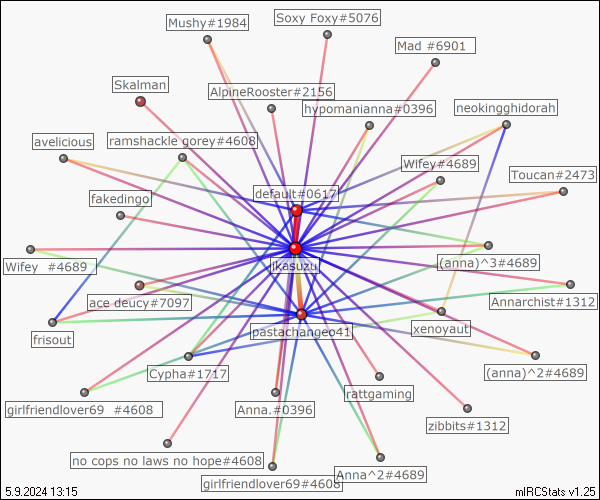 Soxy Foxy#5076
Mushy#1984
Mad #6901
Skalman
AlpineRooster#2156
hypomanianna#0396
neokingghidorah
avelicious
ramshackle gorey#4608
Wifey#4689
Toucan#2473
default#0617
fakedingo
jikasuzu
(anna)^3#4689
Wifey #4689
Annarchist#1312
ace deucy#7097
pastachangeo41
xenoyaut
frisout
Cypha#1717
(anna)^2#4689
rattgaming
girlfriendlover69 #4608
Anna.#0396
zibbits#1312
no cops no laws no hope#4608
Anna^2#4689
girlfriendlover69#4608
5.9.2024 13:15
mIRCStats v1.25